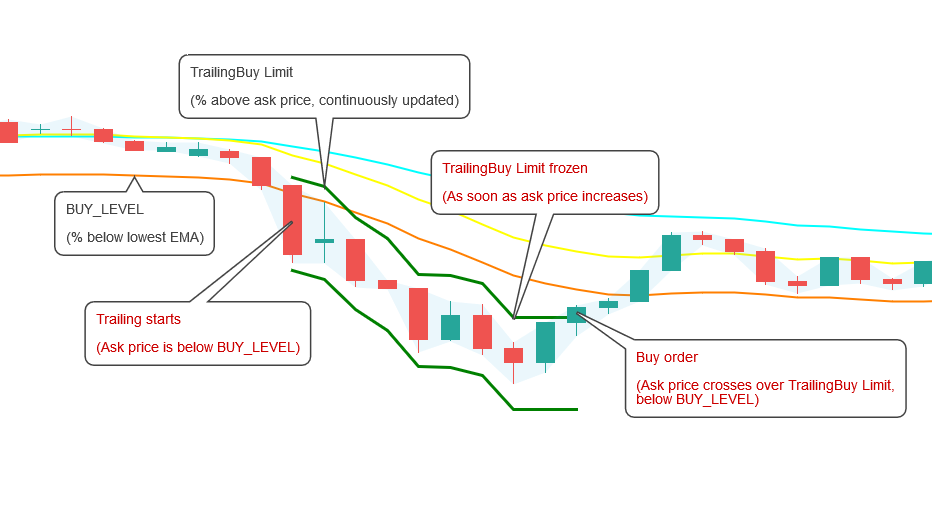 TrailingBuy Limit
(% above ask price, continuously updated)
TrailingBuy Limit frozen
(As soon as ask price increases)
BUY_LEVEL
(% below lowest EMA)
Trailing starts
(Ask price is below BUY_LEVEL)
Buy order
(Ask price crosses over TrailingBuy Limit,
below BUY_LEVEL)